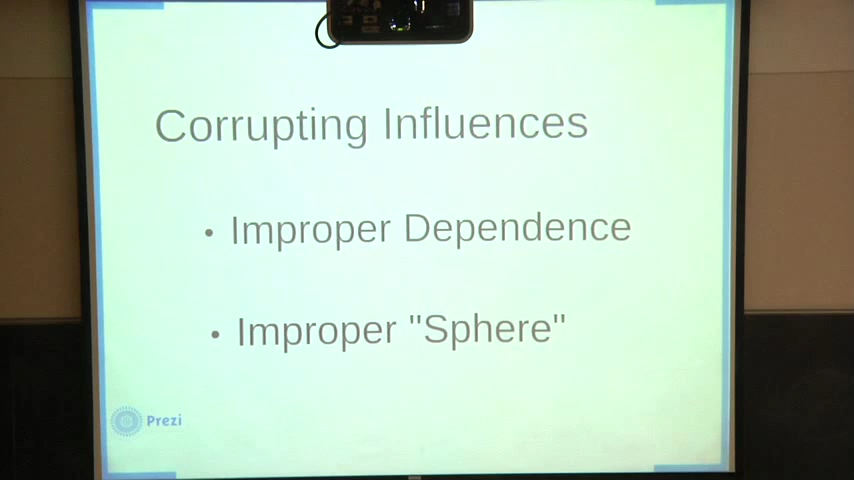 Corrupting Influences
• Improper Dependence
• Improper "Sphere"
Prezi